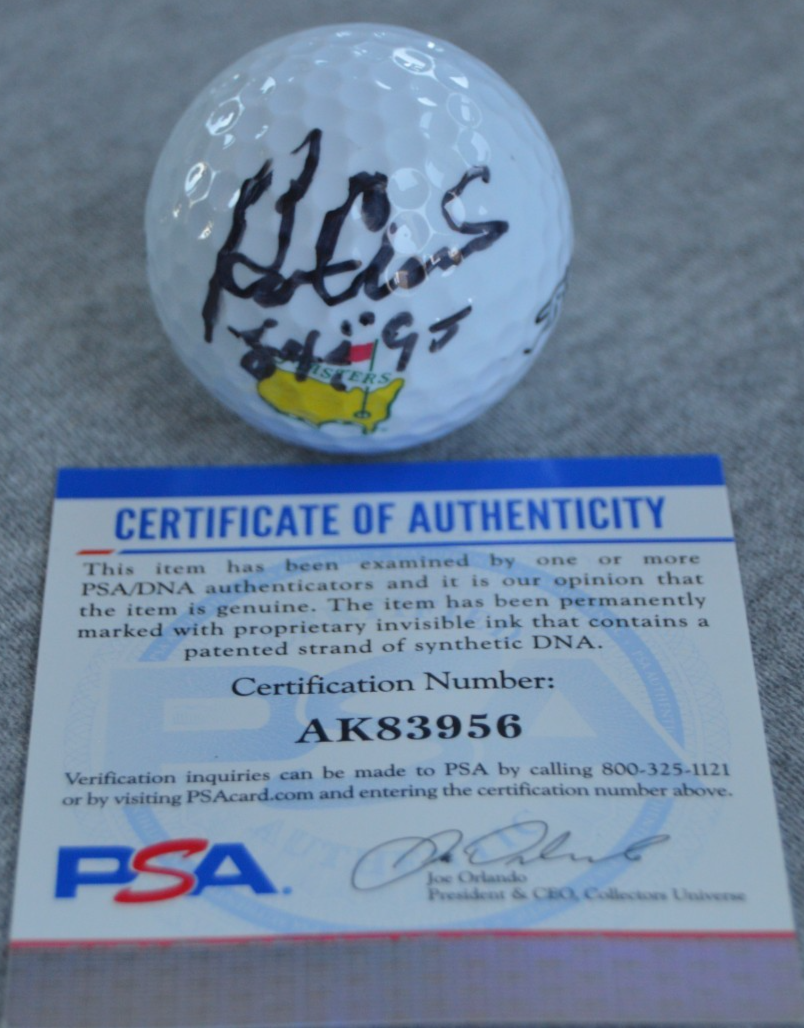 84 : 95
MASTERS
CERTIFICATE OF AUTHENTICITY
This item has been examined by one or more
PSA/DNA authenticators and it is our opinion that
the item is genuine. The item has been permanently
marked with proprietary invisible ink that contains a
patented strand of synthetic DNA.
Certification Number:
AK83956
Verification inquiries can be made to PSA by calling 800-325-1121
or by visiting PSAcard.com and entering the certification number above.
PSA
Joe Orlando
President & CEO, Collectors Universe